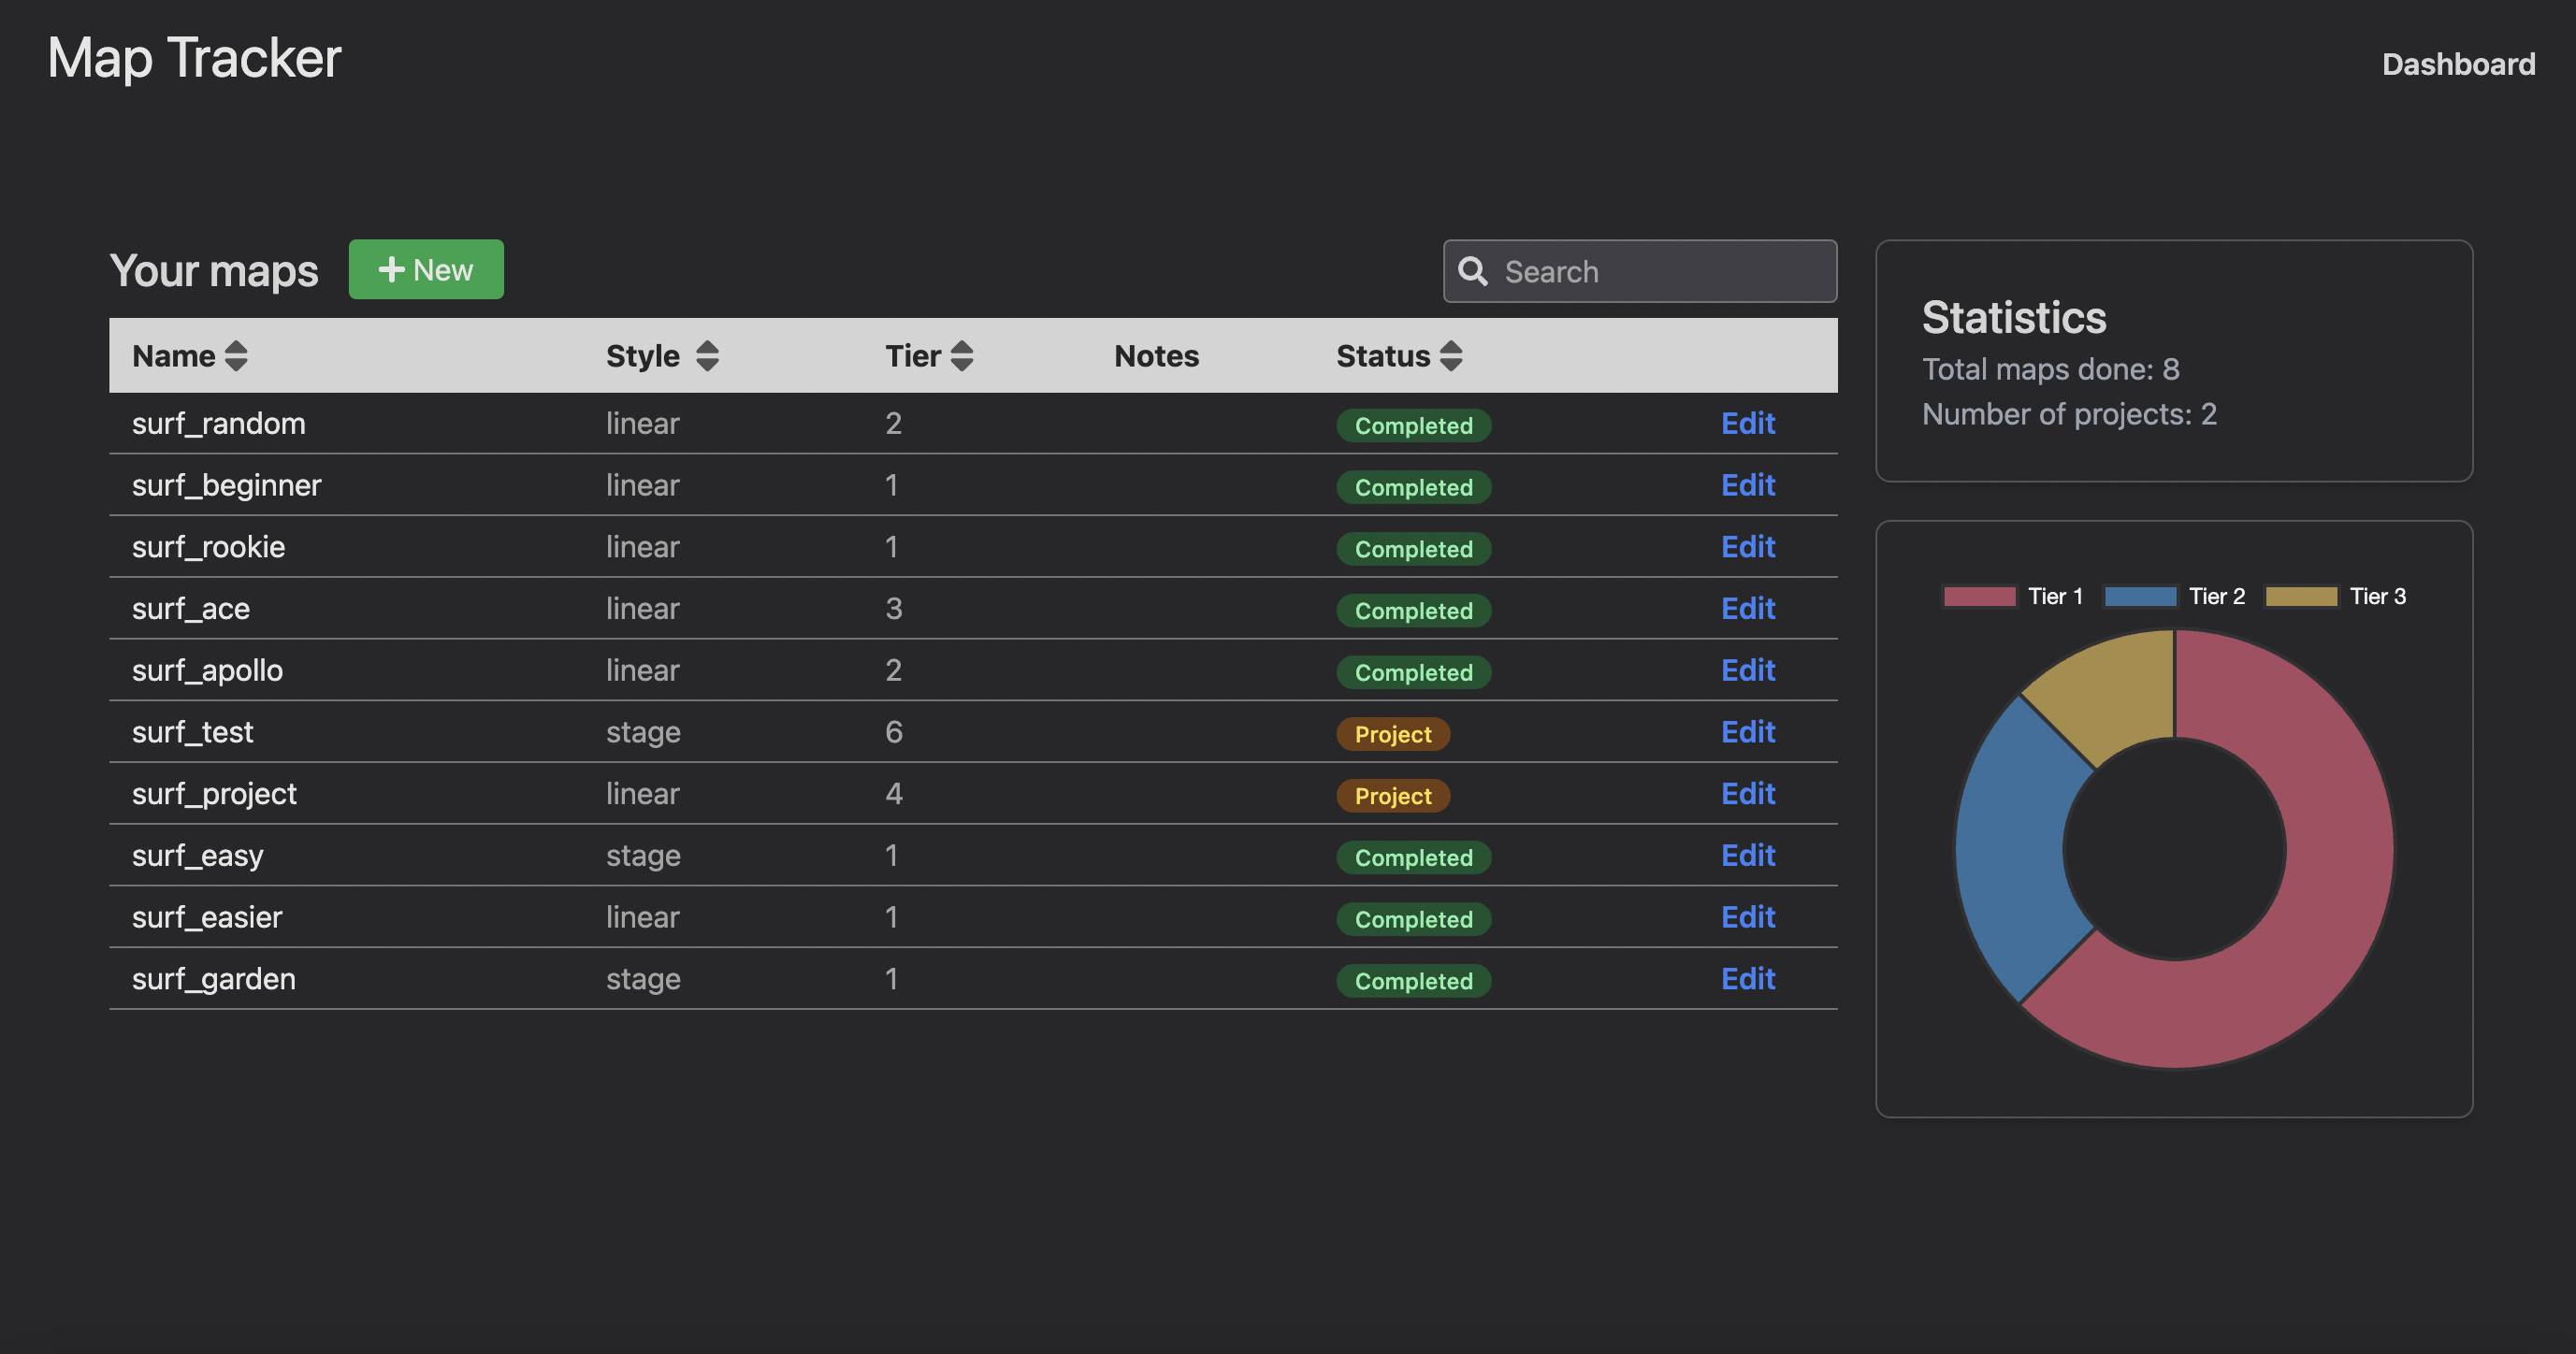 Map Tracker
Dashboard
Your maps
New
Search
Name Style Tier Notes Status
surf_random linear 2 Completed Edit
surf_beginner linear 1 Completed Edit
surf_rookie linear 1 Completed Edit
surf_ace linear 3 Completed Edit
surf_apollo linear 2 Completed Edit
surf_test stage 6 Project Edit
surf_project linear 4 Project Edit
surf_easy stage 1 Completed Edit
surf_easier linear 1 Completed Edit
surf_garden stage 1 Completed Edit
Statistics
Total maps done: 8
Number of projects: 2
Tier 1 Tier 2 Tier 3